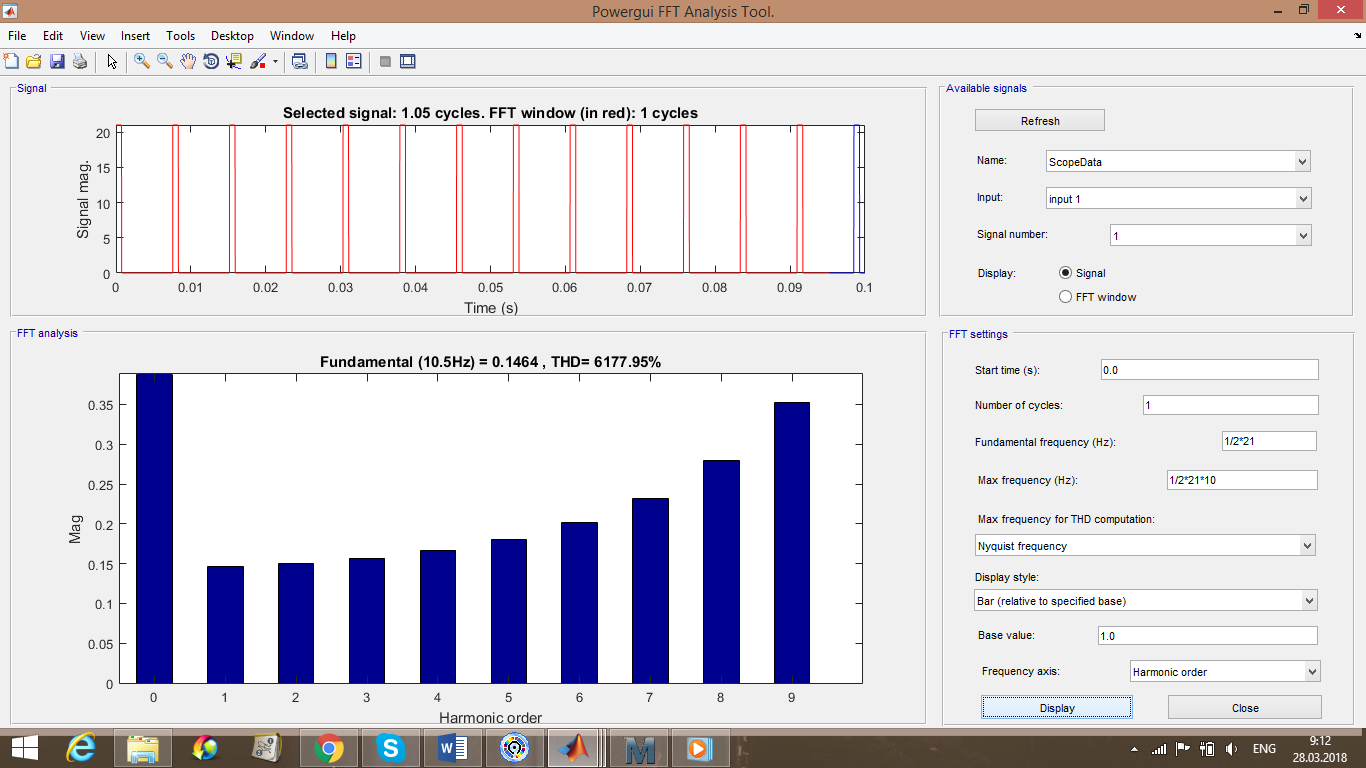 Powergui FFT Analysis Tool.
File Edit View Insert Tools Desktop Window Help
Signal
Selected signal: 1.05 cycles. FFT window (in red): 1 cycles
20
15
10
5
0
Signal mag.
0 0.01 0.02 0.03 0.04 0.05 0.06 0.07 0.08 0.09 0.1
Time (s)
FFT analysis
Fundamental (10.5Hz) = 0.1464 , THD= 6177.95%
0.35
0.3
0.25
0.2
0.15
0.1
0.05
0
Mag
0 1 2 3 4 5 6 7 8 9
Harmonic order
Available signals
Refresh
Name: ScopeData
Input: input 1
Signal number: 1
Display: Signal
FFT window
FFT settings
Start time (s): 0.0
Number of cycles: 1
Fundamental frequency (Hz): 1/2*21
Max frequency (Hz): 1/2*21*10
Max frequency for THD computation:
Nyquist frequency
Display style:
Bar (relative to specified base)
Base value: 1.0
Frequency axis: Harmonic order
Display Close
ENG
9:12
28.03.2018